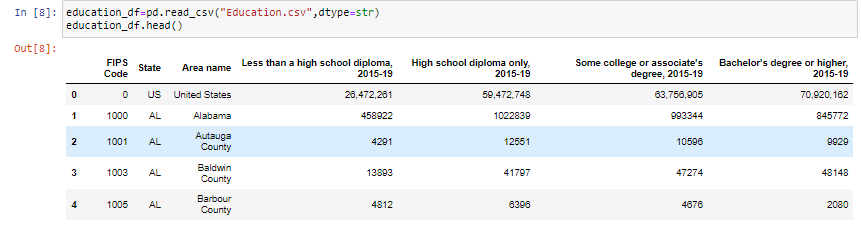 In [8]: education_df=pd.read_csv("Education.csv",dtype=str)
education_df.head()
Out[8]:
FIPS Code State Area name Less than a high school diploma, 2015-19 High school diploma only, 2015-19 Some college or associate's degree, 2015-19 Bachelor's degree or higher, 2015-19
0 0 US United States 26,472,261 59,472,748 63,756,905 70,920,162
1 1000 AL Alabama 458922 1022839 993344 845772
2 1001 AL Autauga County 4291 12551 10596 9929
3 1003 AL Baldwin County 13893 41797 47274 48148
4 1005 AL Barbour County 4812 6396 4676 2080